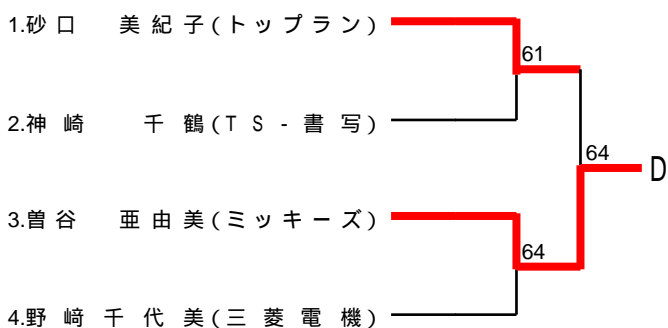 1.砂口 美紀子(トップラン)
61
2.神崎 千鶴(TS-書写)
64
D
3.曽谷 亜由美(ミッキーズ)
64
4.野﨑千代美(三菱電機)